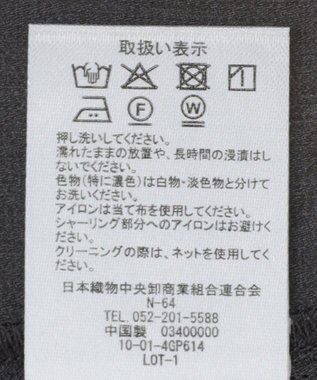 取扱い表示
F
W
押し洗いしてください。
濡れたままの放置や、長時間の浸漬はし
ないでください。
色物(特に濃色)は白物・淡色物と分けて
お洗いください。
アイロンは当て布を使用してください。
シャーリング部分へのアイロンはお避けく
ださい。
クリーニングの際は、ネットを使用してく
ださい。
日本織物中央卸商業組合連合会
N-64
TEL. 052-201-5588
中国製 03400000
10-01-4GP614
LOT-1